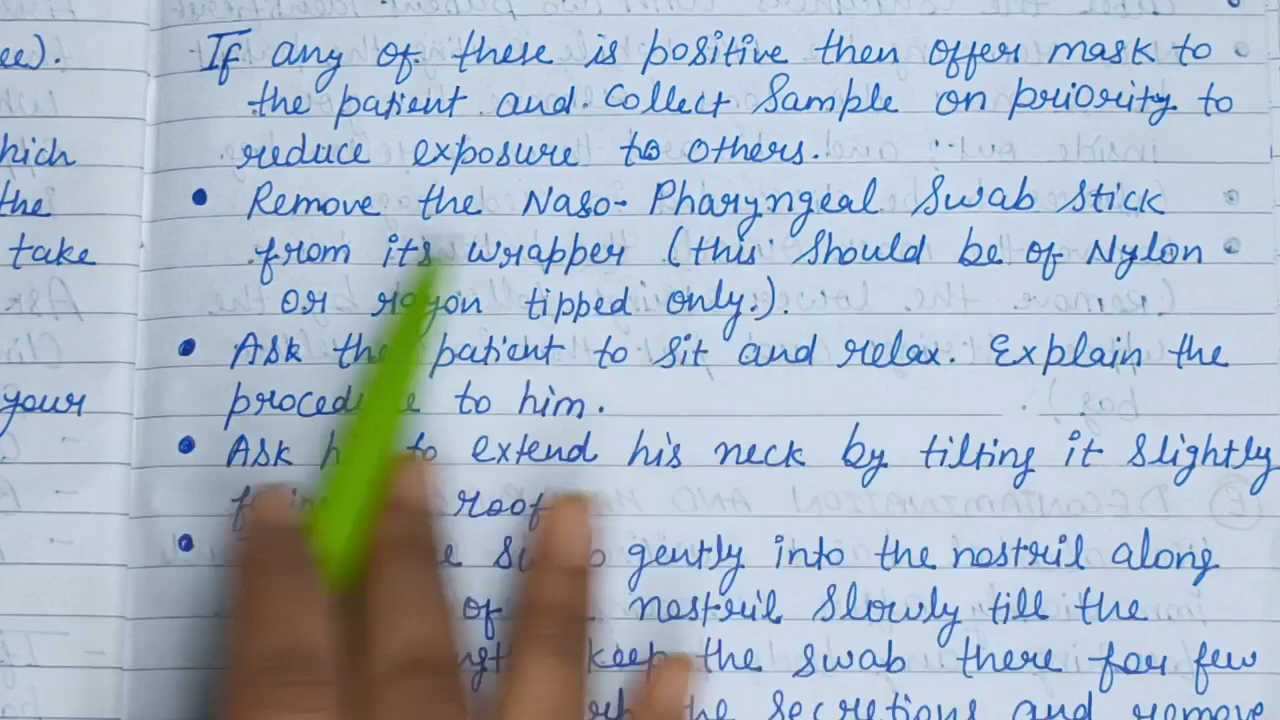 ee).
hich
the
take
your
If any of these is positive then offer mask to
the patient and collect sample on priority to
reduce exposure to others.
• Remove the Naso-Pharyngeal Swab stick
from its wrapper (this should be of Nylon
or rayon tipped only.).
• Ask the patient to sit and relax. Explain the
procedure to him.
• Ask to extend his neck by tilting it slightly
roof
• gently into the nostril along
of nostril slowly till the
keep the swab there for few
the secretions and remove